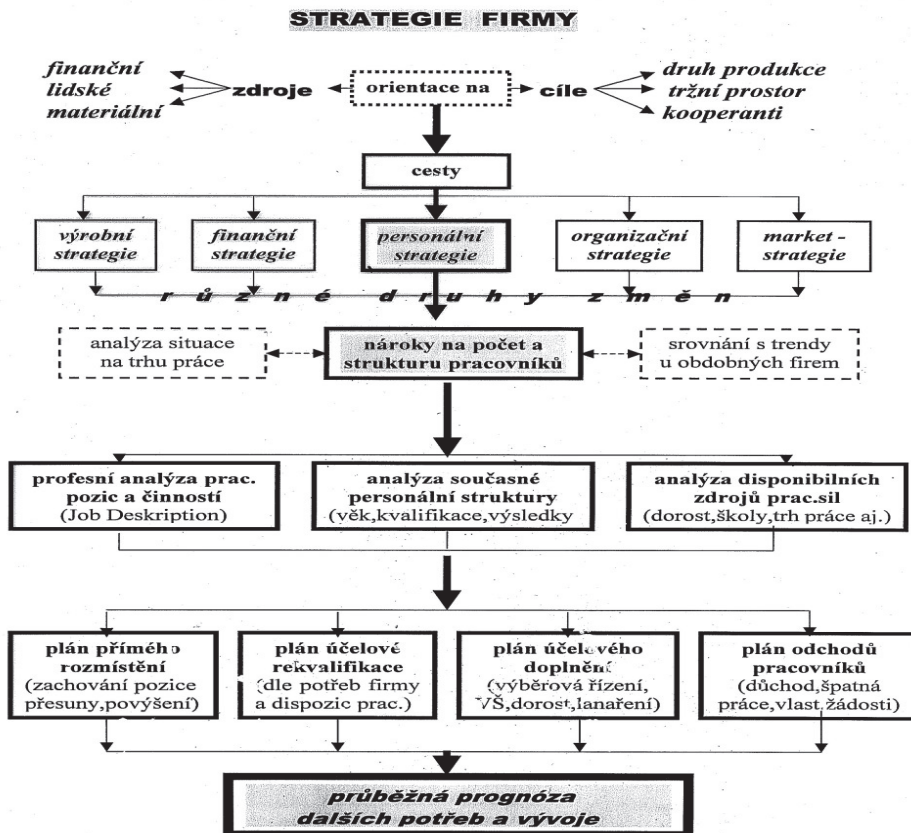 STRATEGIE FIRMY
finanční
lidské
materiální
zdroje
orientace na
cíle
druh produkce
tržní prostor
kooperanti
cesty
výrobní
strategie
finanční
strategie
personální
strategie
organizační
strategie
market -
strategie
různé druhy změn
analýza situace
na trhu práce
nároky na počet a
strukturu pracovníků
srovnání s trendy
u obdobných firem
profesní analýza prac.
pozic a činností
(Job Deskription)
analýza současné
personální struktury
(věk,kvalifikace,výsledky
analýza disponibilních
zdrojů prac.sil
(dorost,školy,trh práce aj.)
plán přímého
rozmístění
(zachování pozice
přesuny,povýšení)
plán účelové
rekvalifikace
(dle potřeb firmy
a dispozic prac.)
plán účelového
doplnění
(výběrová řízení,
VŠ,dorost,lanaření)
plán odchodů
pracovníků
(důchod,špatná
práce,vlast.žádosti)
průběžná prognóza
dalších potřeb a vývoje